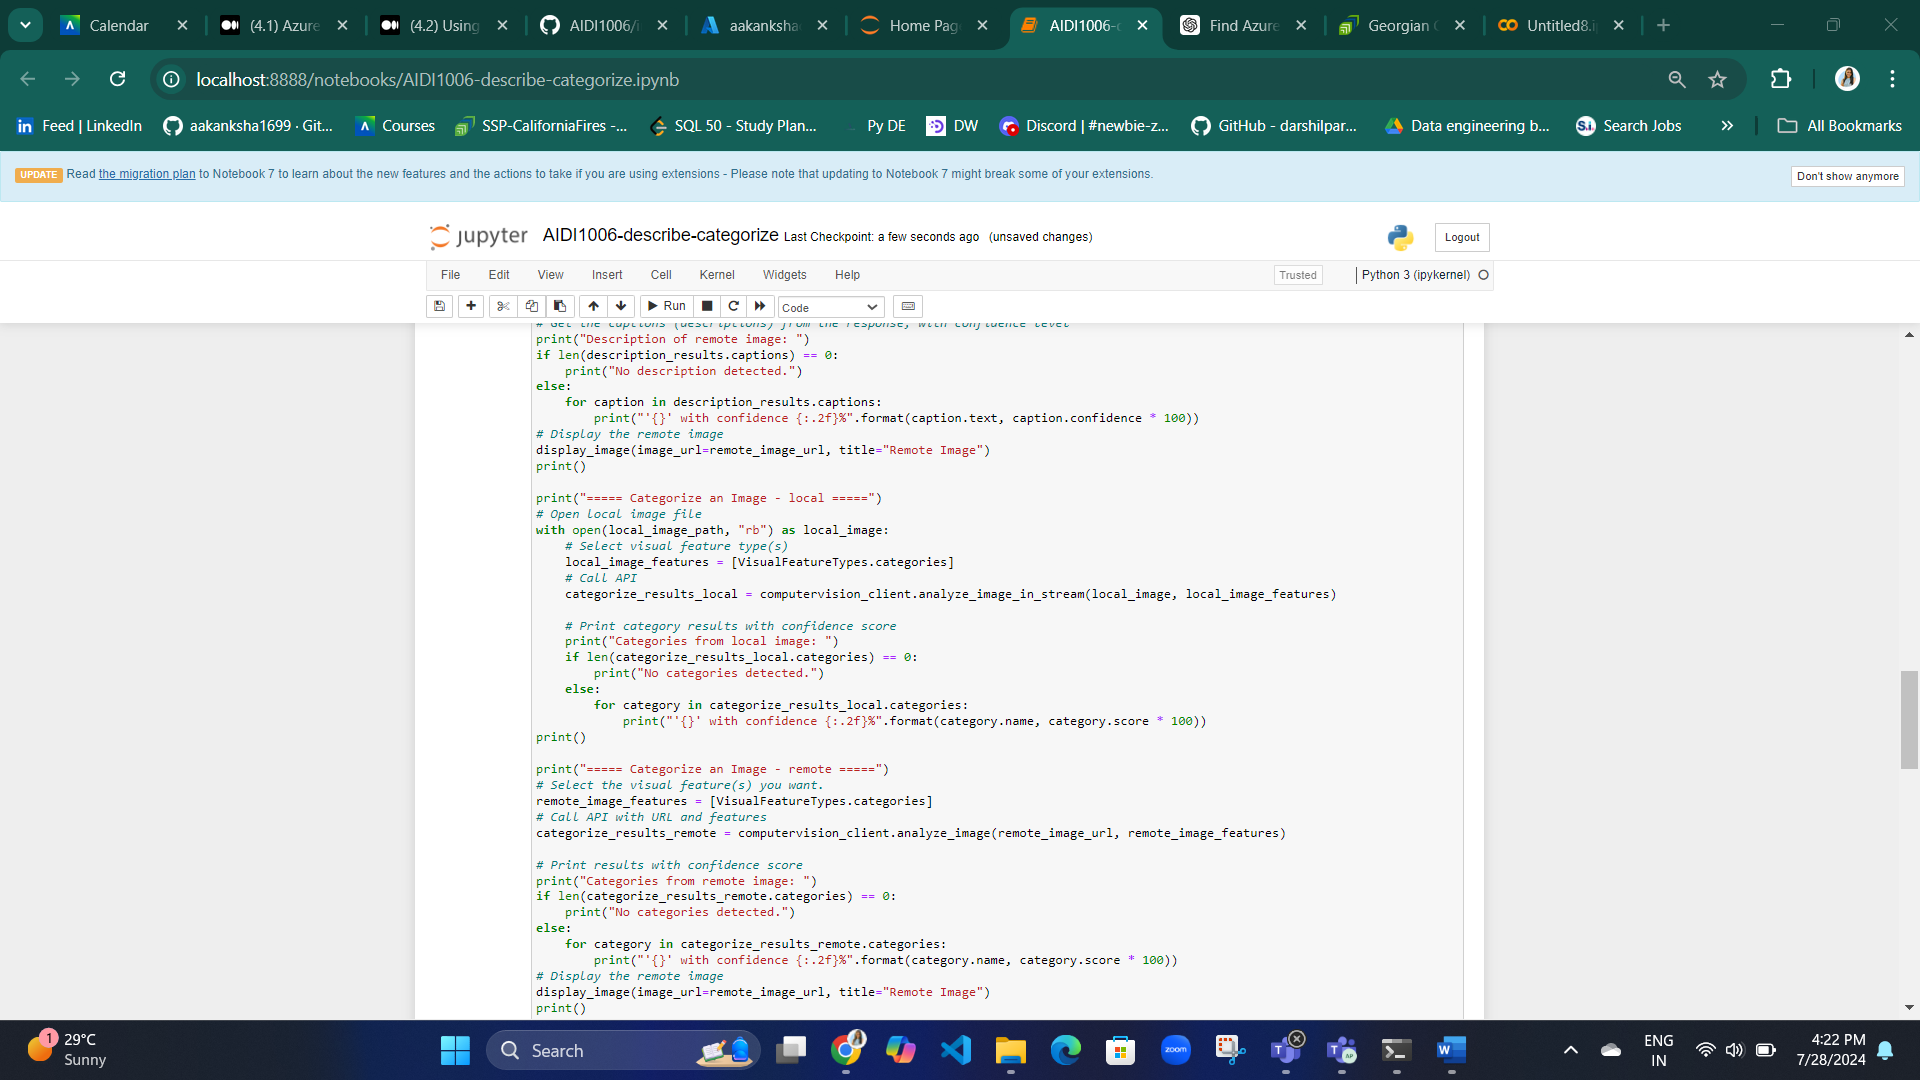 Calendar
(4.1) Azure
(4.2) Using
AIDI1006/i
aakanksha
Home Page
AIDI1006-d
Find Azure
Georgian C
Untitled8.i
localhost:8888/notebooks/AIDI1006-describe-categorize.ipynb
Feed | LinkedIn
aakanksha1699 · Git...
Courses
SSP-CaliforniaFires -...
SQL 50 - Study Plan...
Py DE
DW
Discord | #newbie-z...
GitHub - darshilpar...
Data engineering b...
S.i.
Search Jobs
All Bookmarks
UPDATE Read the migration plan to Notebook 7 to learn about the new features and the actions to take if you are using extensions - Please note that updating to Notebook 7 might break some of your extensions.
Don't show anymore
jupyter AIDI1006-describe-categorize Last Checkpoint: a few seconds ago (unsaved changes)
Logout
File Edit View Insert Cell Kernel Widgets Help
Trusted
Python 3 (ipykernel)
Run
Code
# Get the captions (descriptions) from the response, with confidence level
print("Description of remote image: ")
if len(description_results.captions) == 0:
    print("No description detected.")
else:
    for caption in description_results.captions:
        print("'{}' with confidence {:.2f}%".format(caption.text, caption.confidence * 100))
# Display the remote image
display_image(image_url=remote_image_url, title="Remote Image")
print()
print("===== Categorize an Image - local =====")
# Open local image file
with open(local_image_path, "rb") as local_image:
    # Select visual feature type(s)
    local_image_features = [VisualFeatureTypes.categories]
    # Call API
    categorize_results_local = computervision_client.analyze_image_in_stream(local_image, local_image_features)
    # Print category results with confidence score
    print("Categories from local image: ")
    if len(categorize_results_local.categories) == 0:
        print("No categories detected.")
    else:
        for category in categorize_results_local.categories:
            print("'{}' with confidence {:.2f}%".format(category.name, category.score * 100))
print()
print("===== Categorize an Image - remote =====")
# Select the visual feature(s) you want.
remote_image_features = [VisualFeatureTypes.categories]
# Call API with URL and features
categorize_results_remote = computervision_client.analyze_image(remote_image_url, remote_image_features)
# Print results with confidence score
print("Categories from remote image: ")
if len(categorize_results_remote.categories) == 0:
    print("No categories detected.")
else:
    for category in categorize_results_remote.categories:
        print("'{}' with confidence {:.2f}%".format(category.name, category.score * 100))
# Display the remote image
display_image(image_url=remote_image_url, title="Remote Image")
print()
1
29°C
Sunny
Search
zoom
ENG
IN
4:22 PM
7/28/2024